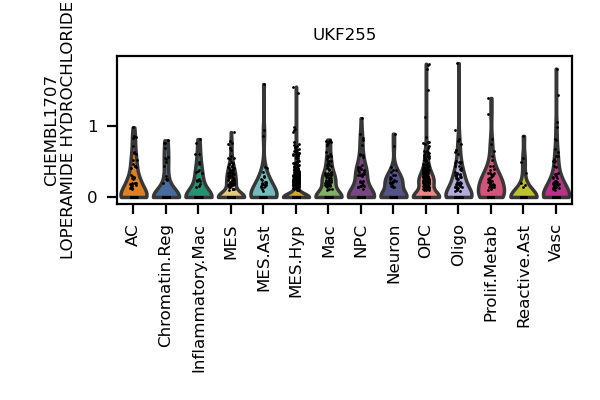 UKF255
CHEMBL1707
LOPERAMIDE HYDROCHLORIDE
1
0
AC
Chromatin.Reg
Inflammatory.Mac
MES
MES.Ast
MES.Hyp
Mac
NPC
Neuron
OPC
Oligo
Prolif.Metab
Reactive.Ast
Vasc